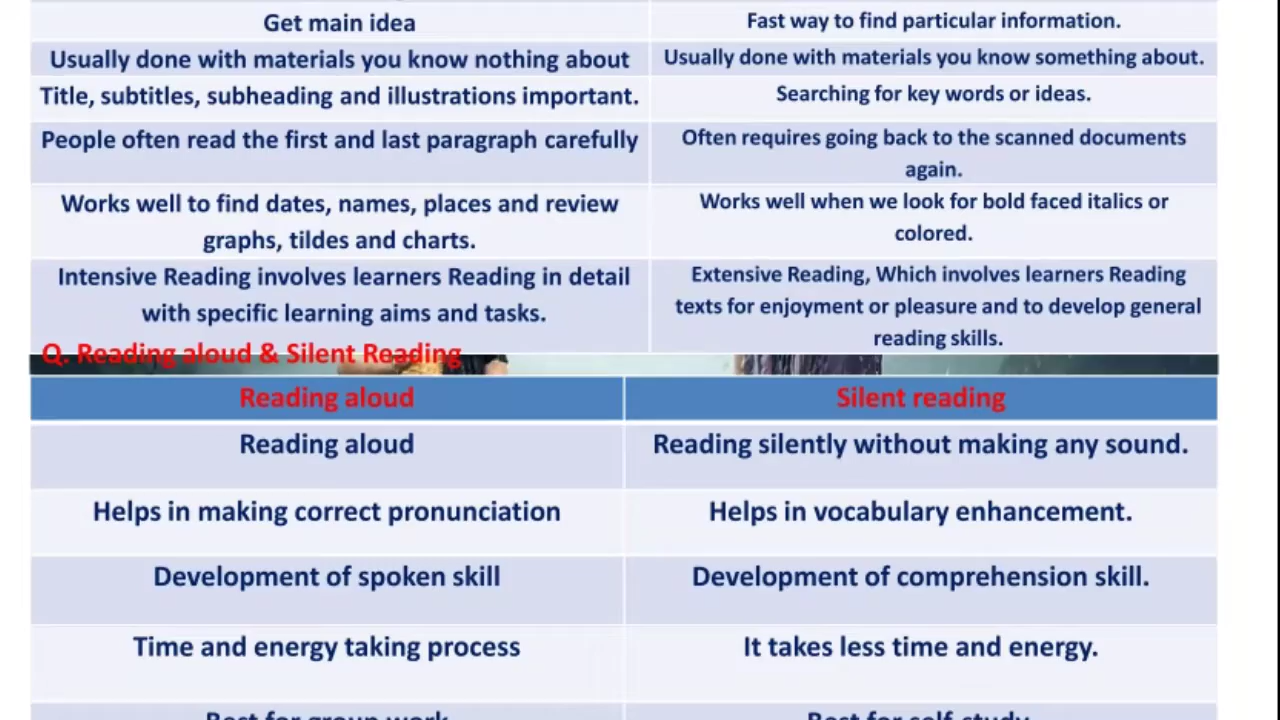 Get main idea
Fast way to find particular information.
Usually done with materials you know nothing about
Usually done with materials you know something about.
Title, subtitles, subheading and illustrations important.
Searching for key words or ideas.
People often read the first and last paragraph carefully
Often requires going back to the scanned documents
again.
Works well to find dates, names, places and review
graphs, tildes and charts.
Works well when we look for bold faced italics or
colored.
Intensive Reading involves learners Reading in detail
with specific learning aims and tasks.
Extensive Reading, Which involves learners Reading
texts for enjoyment or pleasure and to develop general
reading skills.
Q. Reading aloud & Silent Reading
Reading aloud
Silent reading
Reading aloud
Reading silently without making any sound.
Helps in making correct pronunciation
Helps in vocabulary enhancement.
Development of spoken skill
Development of comprehension skill.
Time and energy taking process
It takes less time and energy.
Best for group work
Best for self-study